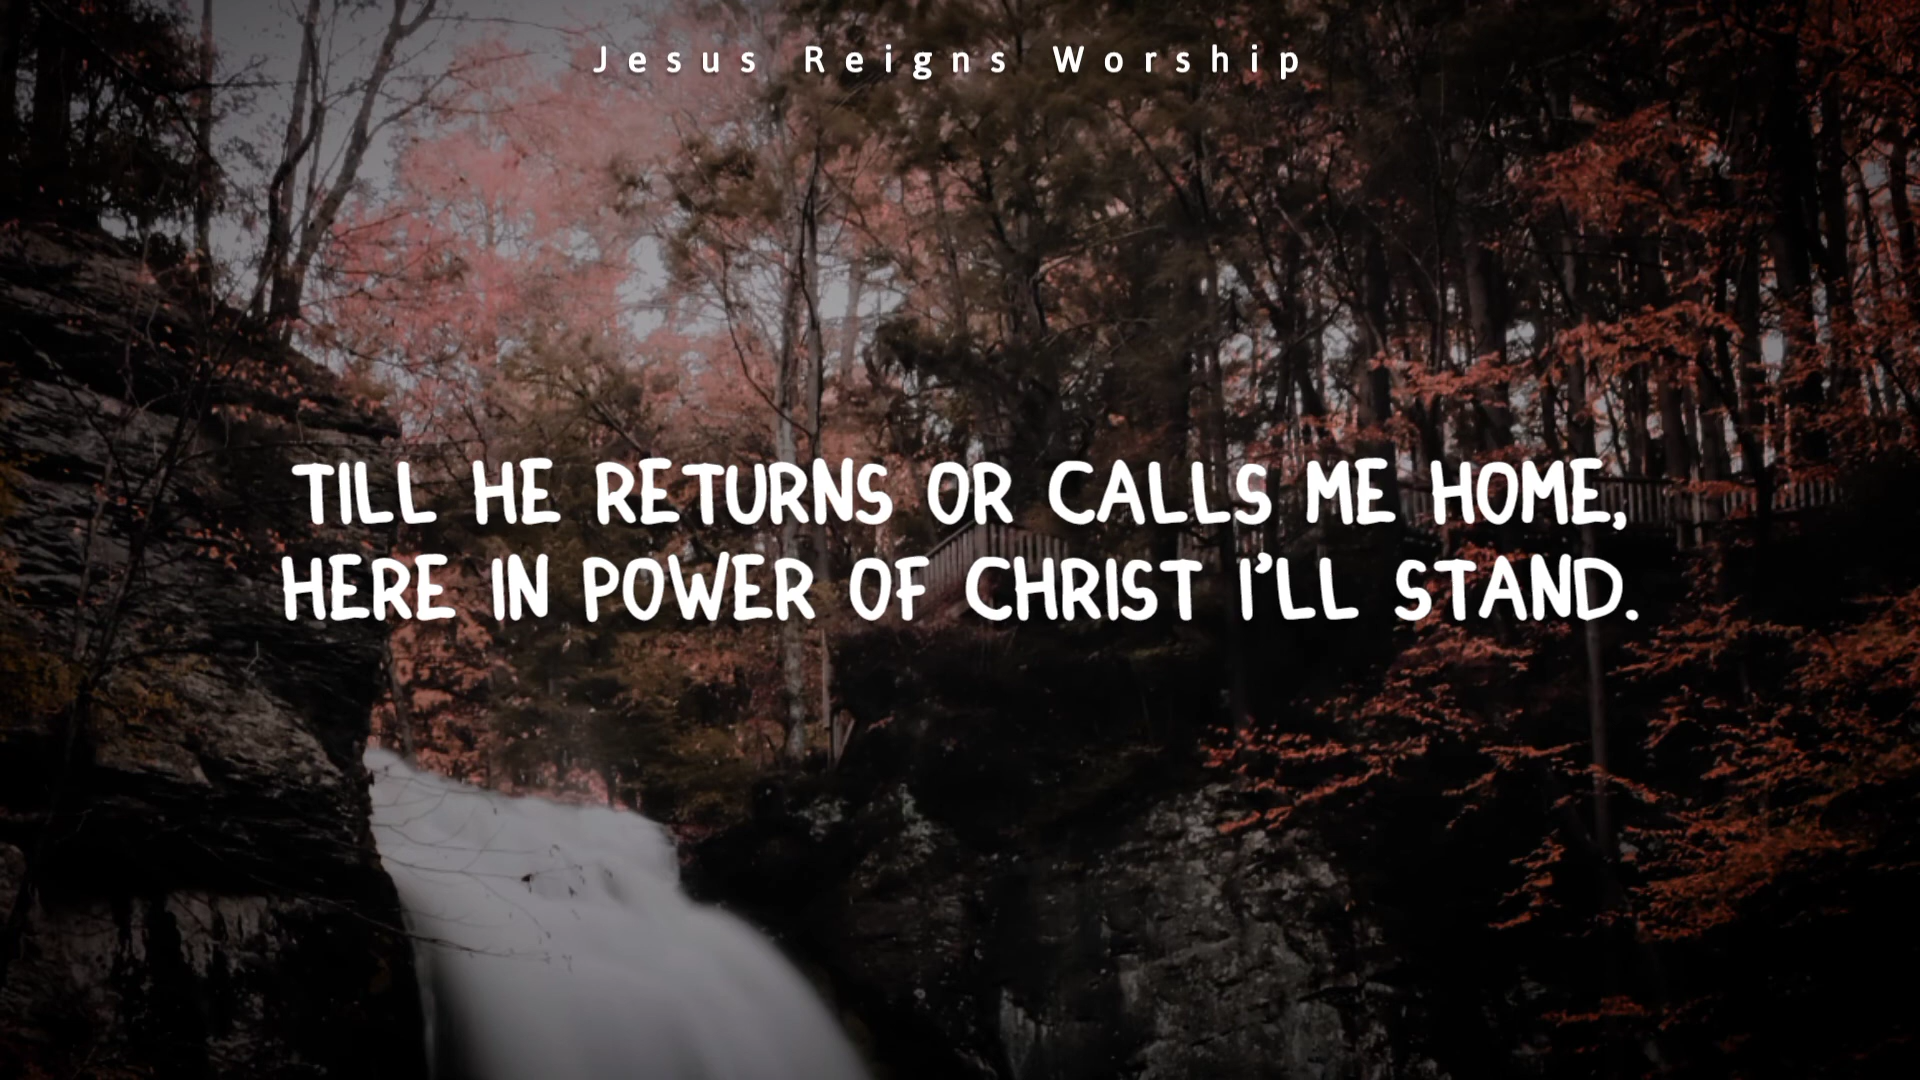 Jesus Reigns Worship
TILL HE RETURNS OR CALLS ME HOME,
HERE IN POWER OF CHRIST I'LL STAND.